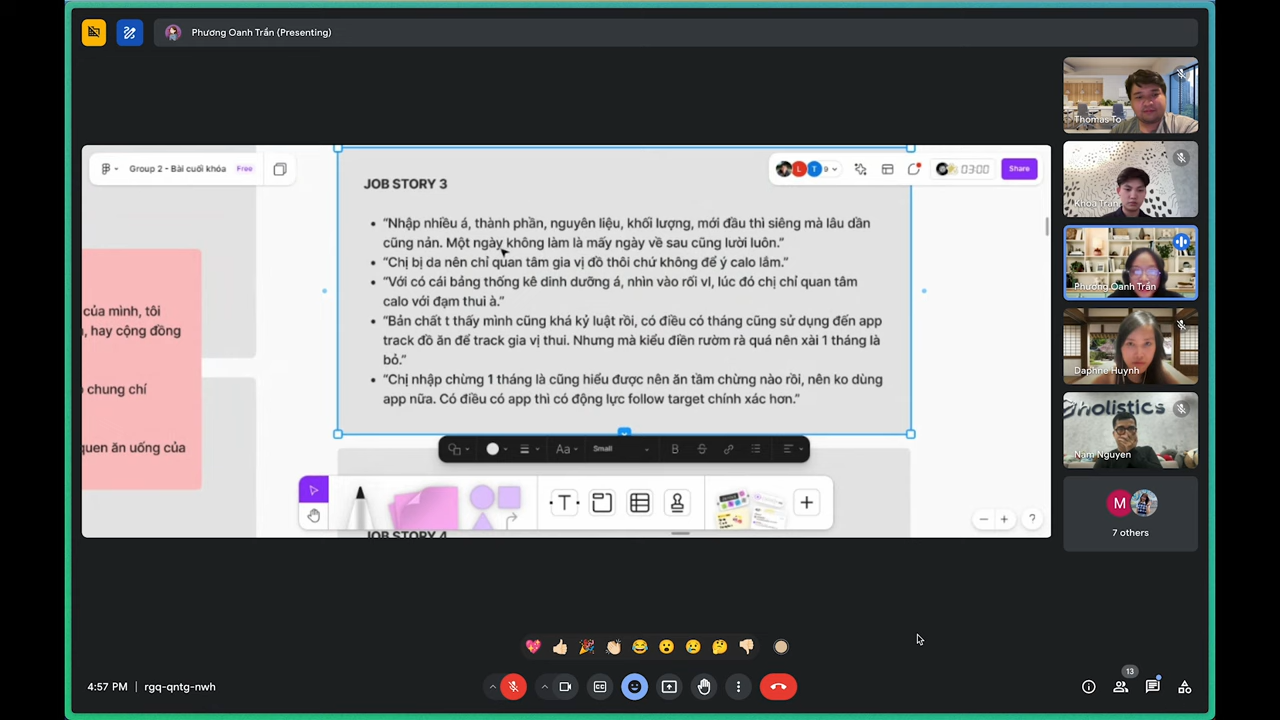 Phương Oanh Trần (Presenting)
Thomas To
Group 2 - Bài cuối khóa
Free
L
T
9
03:00
Share
JOB STORY 3
“Nhập nhiều á, thành phần, nguyên liệu, khối lượng, mới đầu thì siêng mà lâu dần
cũng nản. Một ngày không làm là mấy ngày về sau cũng lười luôn.”
“Chị bị da nên chỉ quan tâm gia vị đồ thôi chứ không để ý calo lắm.”
“Với có cái bảng thống kê dinh dưỡng á, nhìn vào rối vl, lúc đó chị chỉ quan tâm
calo với đạm thui à.”
“Bản chất t thấy mình cũng khá kỷ luật rồi, có điều có tháng cũng sử dụng đến app
track đồ ăn để track gia vị thui. Nhưng mà kiểu điền rườm rà quá nên xài 1 tháng là
bỏ.”
“Chị nhập chừng 1 tháng là cũng hiểu được nên ăn tầm chừng nào rồi, nên ko dùng
app nữa. Có điều có app thì có động lực follow target chính xác hơn.”
của mình, tôi
, hay cộng đồng
chung chí
quen ăn uống của
Aa
Small
B
S
T
JOB STORY 4
?
Khoa Tran
Phương Oanh Trần
Daphne Huynh
holistics
Nam Nguyen
M
7 others
4:57 PM
rgq-qntg-nwh
13